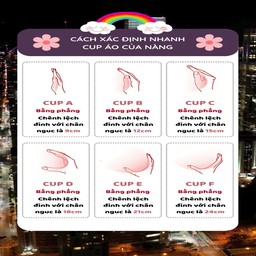 CÁCH XÁC ĐỊNH NHANH
CUP ÁO CỦA NÀNG
CUP A
Bằng phẳng
Chênh lệch
đỉnh với chân
ngực là 9cm
CUP B
Bằng phẳng
Chênh lệch
đỉnh với chân
ngực là 12cm
CUP C
Bằng phẳng
Chênh lệch
đỉnh với chân
ngực là 15cm
CUP D
Bằng phẳng
Chênh lệch
đỉnh với chân
ngực là 18cm
CUP E
Bằng phẳng
Chênh lệch
đỉnh với chân
ngực là 21cm
CUP F
Bằng phẳng
Chênh lệch
đỉnh với chân
ngực là 24cm